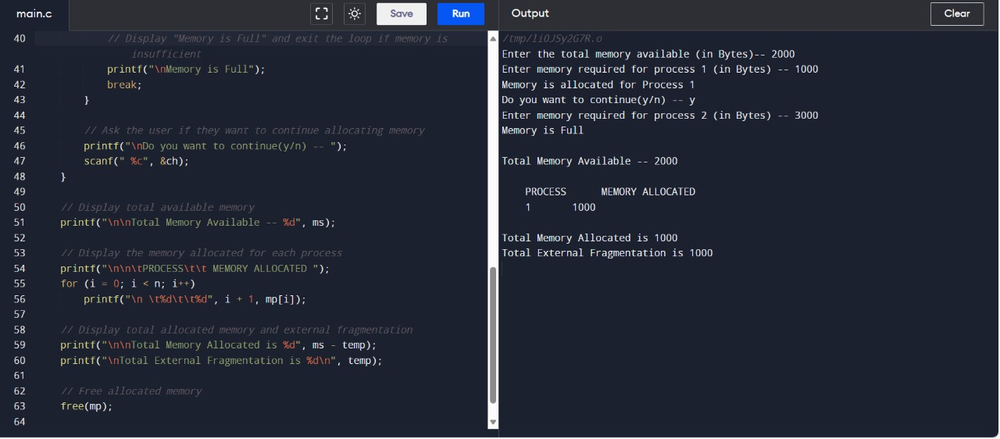 main.c
Save
Run
40 // Display "Memory is Full" and exit the loop if memory is
insufficient
41 printf("\nMemory is Full");
42 break;
43 }
44
45 // Ask the user if they want to continue allocating memory
46 printf("\nDo you want to continue(y/n) -- ");
47 scanf(" %c", &ch);
48 }
49
50 // Display total available memory
51 printf("\n\nTotal Memory Available -- %d", ms);
52
53 // Display the memory allocated for each process
54 printf("\n\n\tPROCESS\t\t MEMORY ALLOCATED ");
55 for (i = 0; i < n; i++)
56 printf("\n \t%d\t\t%d", i + 1, mp[i]);
57
58 // Display total allocated memory and external fragmentation
59 printf("\n\nTotal Memory Allocated is %d", ms - temp);
60 printf("\nTotal External Fragmentation is %d\n", temp);
61
62 // Free allocated memory
63 free(mp);
64
Output
Clear
/tmp/liOJSy2G7R.o
Enter the total memory available (in Bytes)-- 2000
Enter memory required for process 1 (in Bytes) -- 1000
Memory is allocated for Process 1
Do you want to continue(y/n) -- y
Enter memory required for process 2 (in Bytes) -- 3000
Memory is Full
Total Memory Available -- 2000
PROCESS MEMORY ALLOCATED
1 1000
Total Memory Allocated is 1000
Total External Fragmentation is 1000